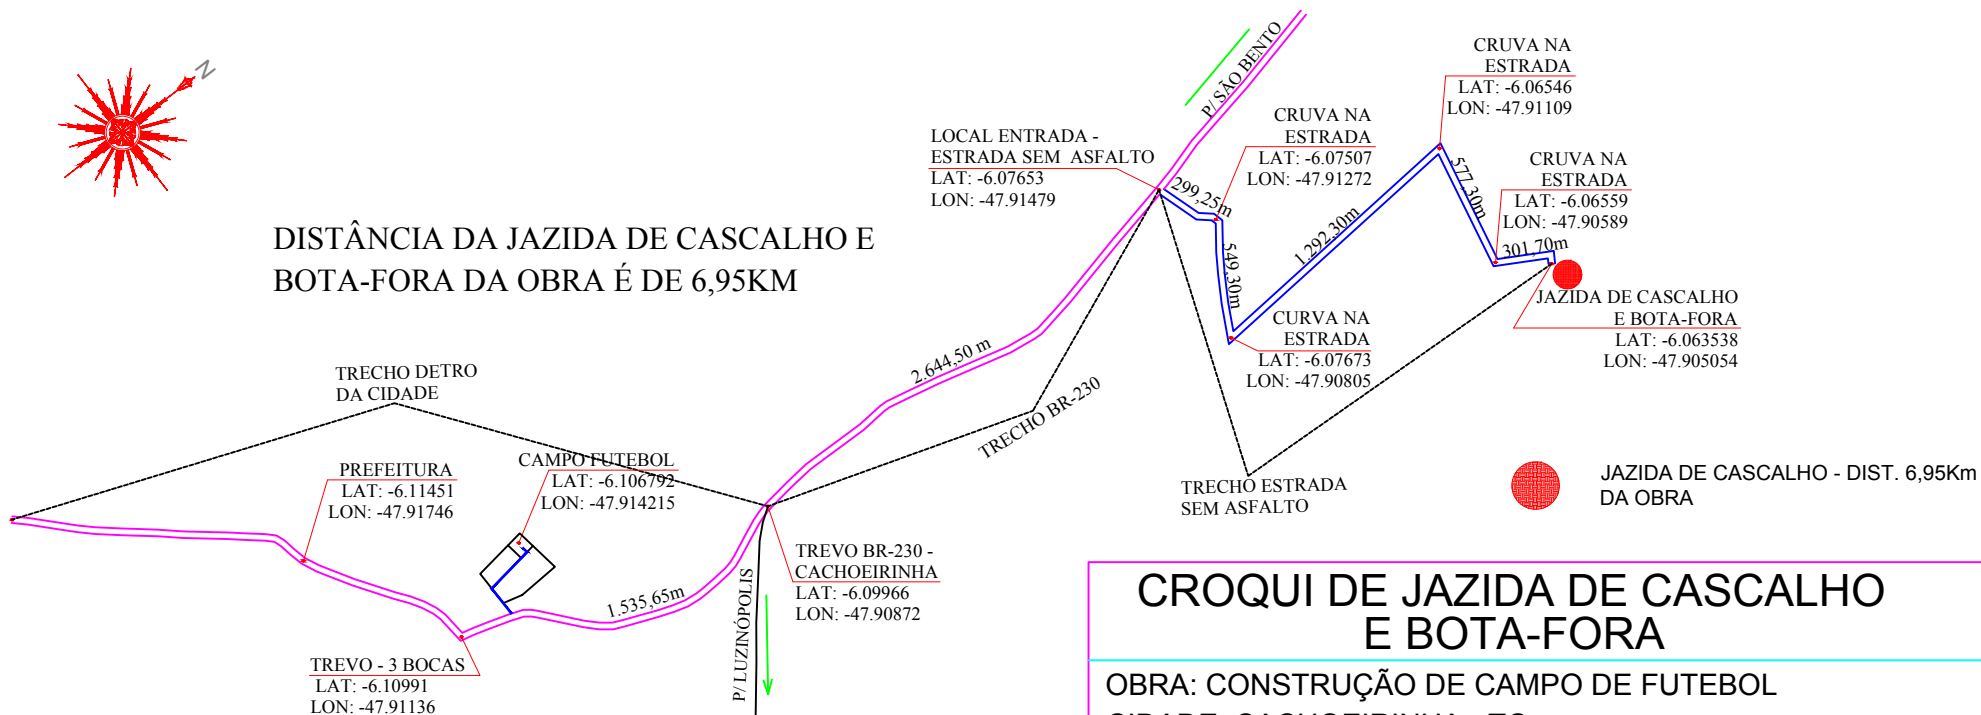 N
P/ SÃO BENTO
CRUVA NA
ESTRADA
LAT: -6.06546
LON: -47.91109
LOCAL ENTRADA -
ESTRADA SEM  ASFALTO
LAT: -6.07653
LON: -47.91479
CRUVA NA
ESTRADA
LAT: -6.07507
LON: -47.91272
CRUVA NA
ESTRADA
LAT: -6.06559
LON: -47.90589
299,25m
549,30m
1.292,30m
577,30m
301,70m
DISTÂNCIA DA JAZIDA DE CASCALHO E
BOTA-FORA DA OBRA É DE 6,95KM
JAZIDA DE CASCALHO
E BOTA-FORA
LAT: -6.063538
LON: -47.905054
CURVA NA
ESTRADA
LAT: -6.07673
LON: -47.90805
2.644,50 m
TRECHO DETRO
DA CIDADE
TRECHO BR-230
PREFEITURA
LAT: -6.11451
LON: -47.91746
CAMPO FUTEBOL
LAT: -6.106792
LON: -47.914215
TRECHO ESTRADA
SEM ASFALTO
JAZIDA DE CASCALHO - DIST. 6,95Km
DA OBRA
TREVO BR-230 -
CACHOEIRINHA
LAT: -6.09966
LON: -47.90872
1.535,65m
P/ LUZINÓPOLIS
TREVO - 3 BOCAS
LAT: -6.10991
LON: -47.91136
CROQUI DE JAZIDA DE CASCALHO
E BOTA-FORA
OBRA: CONSTRUÇÃO DE CAMPO DE FUTEBOL
CIDADE: CACHOEIRINHA - TO